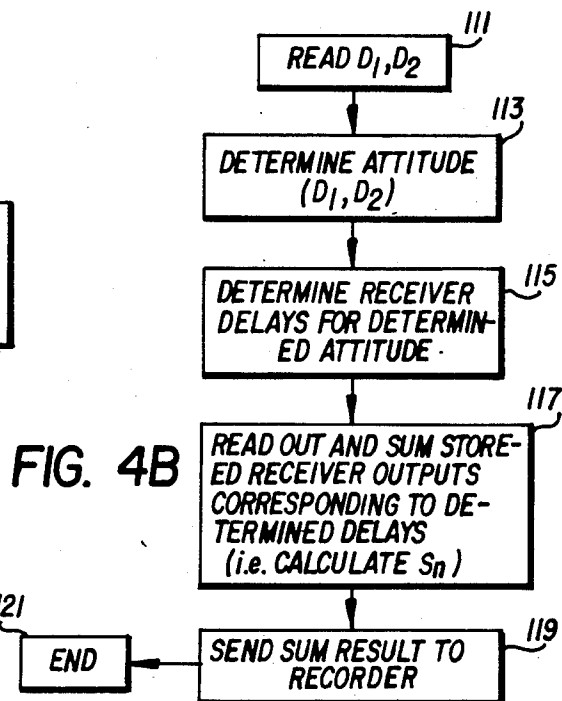 111
READ D1, D2
113
DETERMINE ATTITUDE
(D1, D2)
115
DETERMINE RECEIVER
DELAYS FOR DETERMIN-
ED ATTITUDE.
117
FIG. 4B
READ OUT AND SUM STORE-
ED RECEIVER OUTPUTS
CORRESPONDING TO DE-
TERMINED DELAYS
(i.e. CALCULATE Sn)
121
END
119
SEND SUM RESULT TO
RECORDER